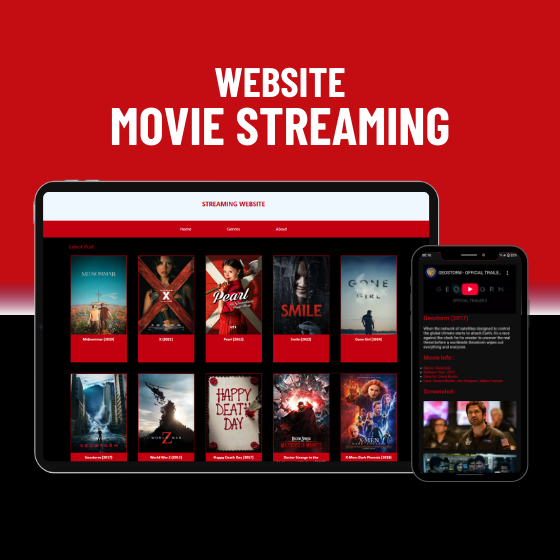 WEBSITE
MOVIE STREAMING
STREAMING WEBSITE
Home
Genres
About
Latest Post
MIDSOMMAR
X
Pearl
SMILE
GONE GIRL
Midsommar [2019]
X [2022]
Pearl [2022]
Smile [2022]
Gone Girl [2014]
GEOSTORM
WORLD WAR Z
HAPPY
DEATH
DAY
X-MEN
Geostorm [2017]
World War Z [2013]
Happy Death Day [2017]
Doctor Strange in the
X-Men: Dark Phoenix [2019]
GEOSTORM - OFFICIAL TRAILE...
OFFICIAL TRAILER 2
Geostorm [2017]
When the network of satellites designed to control
the global climate starts to attack Earth, it's a race
against the clock for its creator to uncover the real
threat before a worldwide Geostorm wipes out
everything and everyone.
Movie Info :
Screenshot :